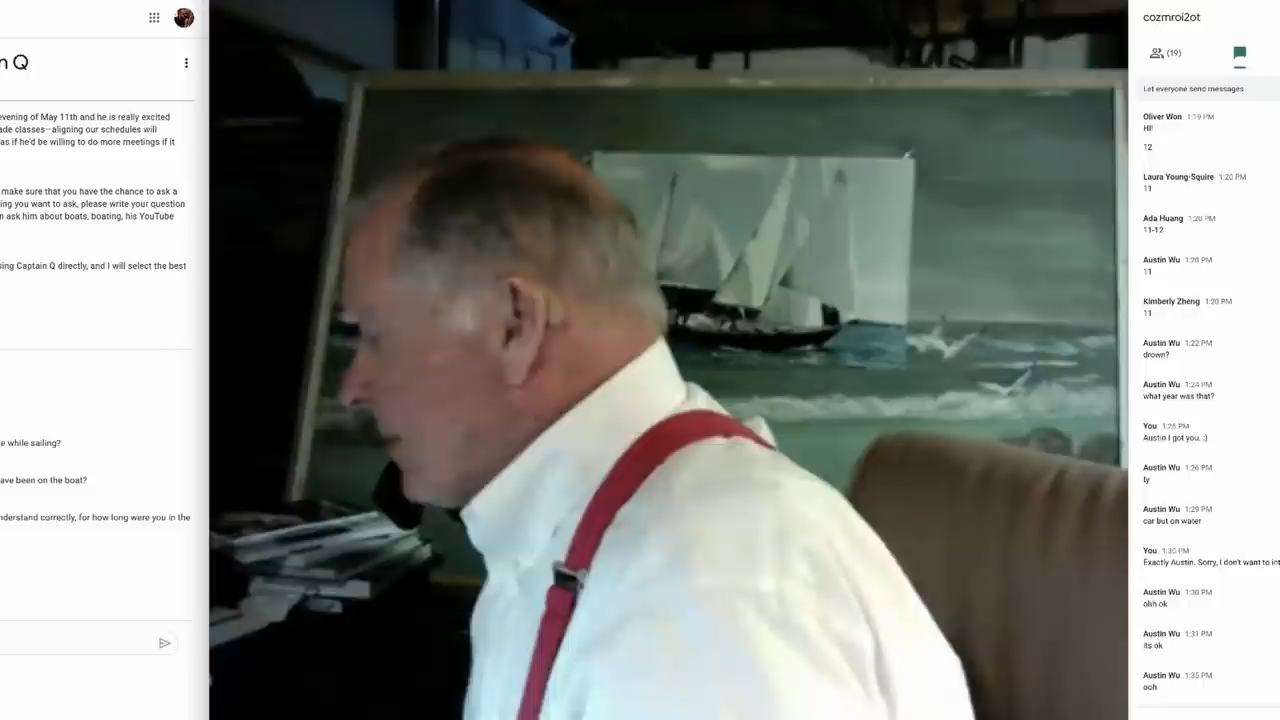 n Q
evening of May 11th and he is really excited
ade classes--aligning our schedules will
as if he'd be willing to do more meetings if it
make sure that you have the chance to ask a
ing you want to ask, please write your question
n ask him about boats, boating, his YouTube
sing Captain Q directly, and I will select the best
e while sailing?
ave been on the boat?
nderstand correctly, for how long were you in the
cozmroi2ot
(19)
Let everyone send messages
Oliver Won 1:19 PM
HI!
12
Laura Young-Squire 1:20 PM
11
Ada Huang 1:20 PM
11-12
Austin Wu 1:20 PM
11
Kimberly Zheng 1:20 PM
11
Austin Wu 1:22 PM
drown?
Austin Wu 1:24 PM
what year was that?
You 1:26 PM
Austin I got you. :)
Austin Wu 1:26 PM
ty
Austin Wu 1:29 PM
car but on water
You 1:30 PM
Exactly Austin. Sorry, I don't want to int
Austin Wu 1:30 PM
ohh ok
Austin Wu 1:31 PM
its ok
Austin Wu 1:35 PM
och